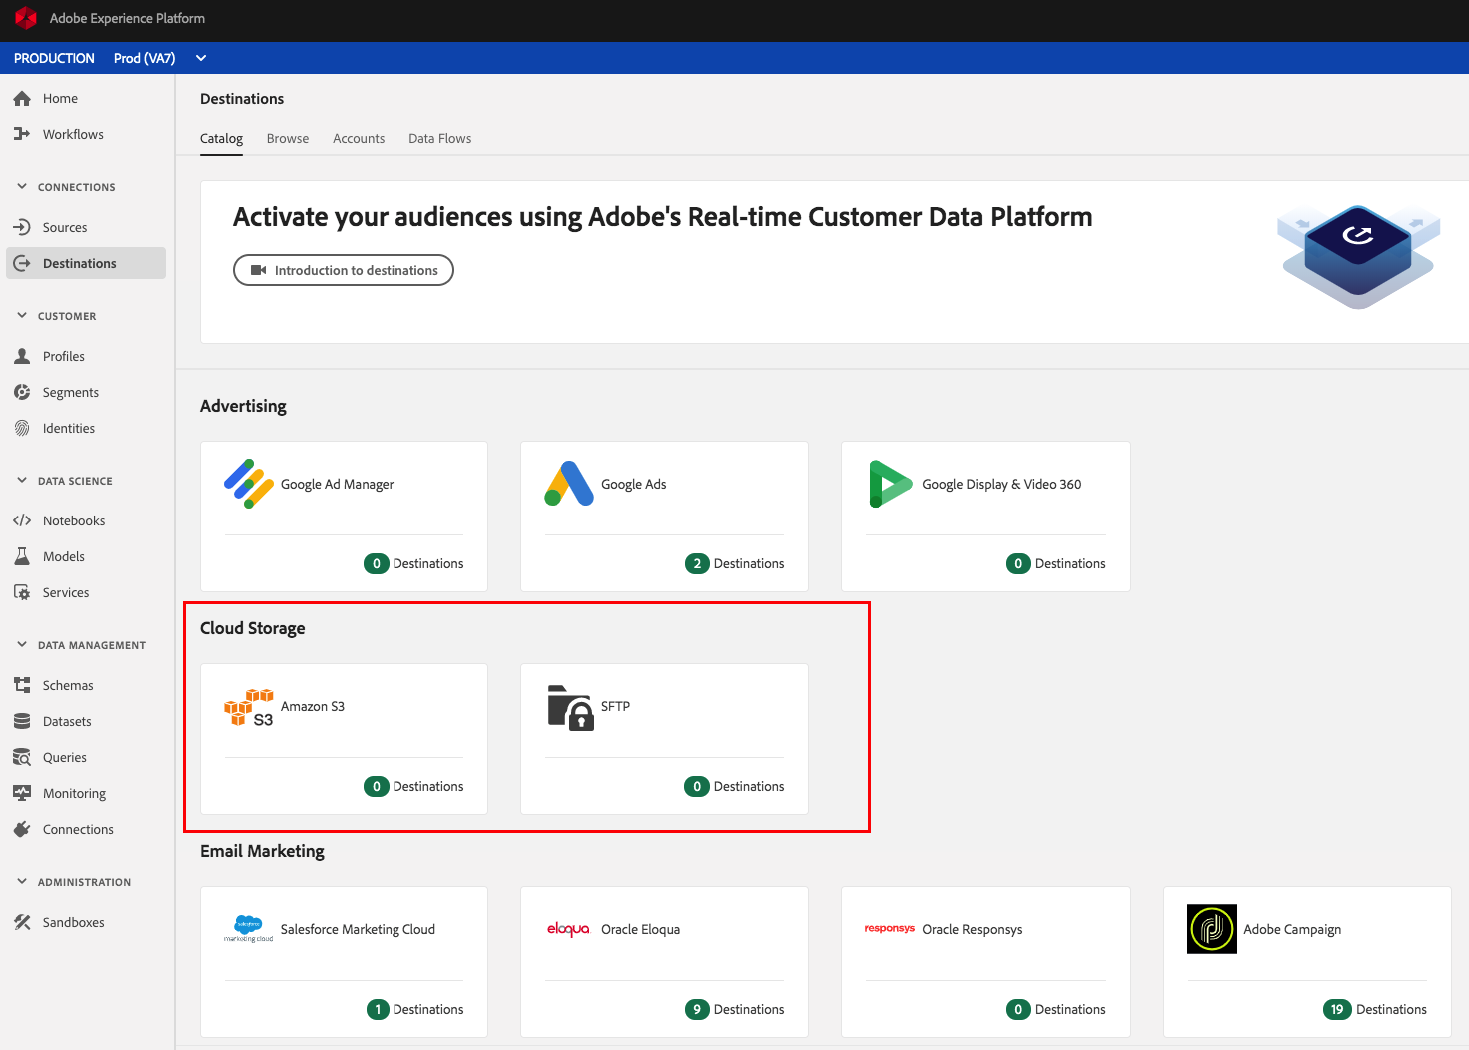 Adobe Experience Platform
PRODUCTION Prod (VA7)
Home
Workflows
CONNECTIONS
Sources
Destinations
CUSTOMER
Profiles
Segments
Identities
DATA SCIENCE
Notebooks
Models
Services
DATA MANAGEMENT
Schemas
Datasets
Queries
Monitoring
Connections
ADMINISTRATION
Sandboxes
Destinations
Catalog Browse Accounts Data Flows
Activate your audiences using Adobe's Real-time Customer Data Platform
Introduction to destinations
Advertising
Google Ad Manager
0 Destinations
Google Ads
2 Destinations
Google Display & Video 360
0 Destinations
Cloud Storage
S3 Amazon S3
0 Destinations
SFTP
0 Destinations
Email Marketing
salesforce
marketing cloud
Salesforce Marketing Cloud
1 Destinations
eloqua Oracle Eloqua
9 Destinations
responsys Oracle Responsys
0 Destinations
Adobe Campaign
19 Destinations